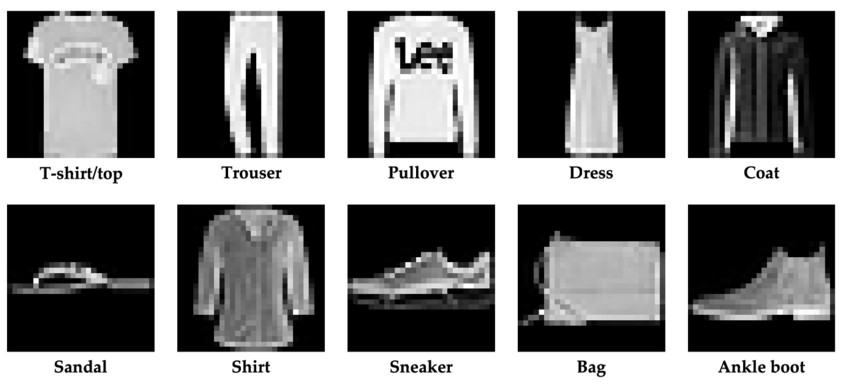 Lee
T-shirt/top
Trouser
Pullover
Dress
Coat
Sandal
Shirt
Sneaker
Bag
Ankle boot